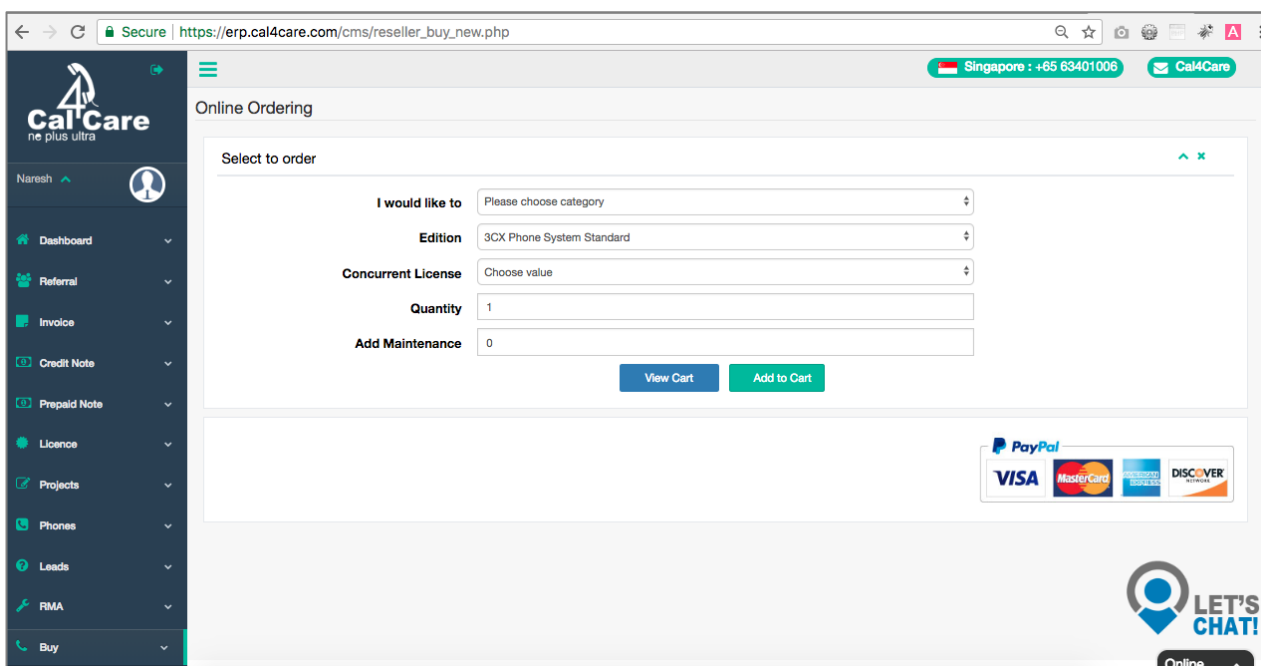 Secure | https://erp.cal4care.com/cms/reseller_buy_new.php
A
Singapore : +65 63401006
Cal4Care
Cal4Care
ne plus ultra
Online Ordering
Select to order
Naresh
I would like to
Please choose category
Edition
3CX Phone System Standard
Concurrent License
Choose value
Quantity
1
Add Maintenance
0
View Cart
Add to Cart
Dashboard
Referral
Invoice
Credit Note
Prepaid Note
Licence
Projects
Phones
Leads
RMA
Buy
PayPal
VISA
MasterCard
AMERICAN EXPRESS
DISCOVER
NETWORK
LET'S
CHAT!
Online